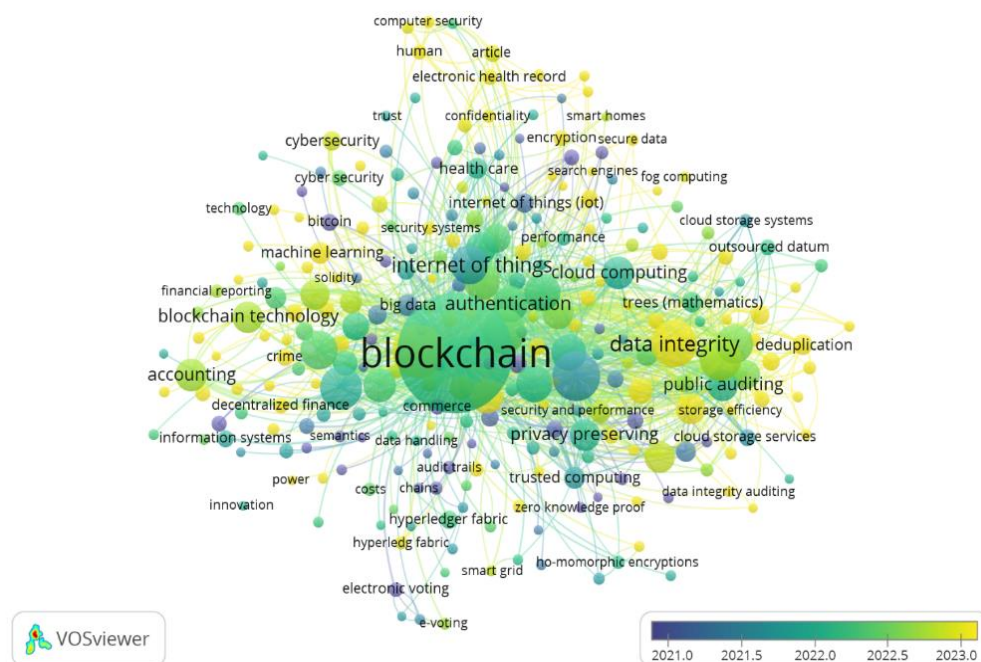 computer security
human
article
electronic health record
trust
confidentiality
smart homes
cybersecurity
encryption
secure data
health care
cyber security
search engines
fog computing
technology
bitcoin
internet of things (iot)
cloud storage systems
security systems
performance
machine learning
outsourced datum
internet of things
cloud computing
solidity
financial reporting
big data
authentication
trees (mathematics)
blockchain technology
blockchain
data integrity
deduplication
crime
accounting
public auditing
decentralized finance
commerce
security and performance
storage efficiency
information systems
semantics
data handling
privacy preserving
cloud storage services
audit trails
power
costs
chains
trusted computing
data integrity auditing
innovation
zero knowledge proof
hyperledger fabric
hyperledg fabric
smart grid
ho-momorphic encryptions
electronic voting
e-voting
VOSviewer
2021.0 2021.5 2022.0 2022.5 2023.0